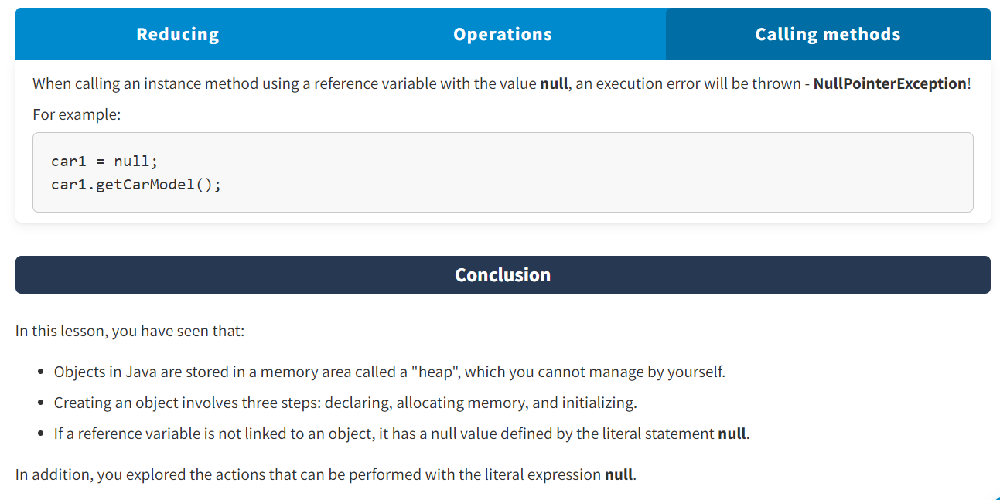 Reducing
Operations
Calling methods
When calling an instance method using a reference variable with the value null, an execution error will be thrown - NullPointerException!
For example:
car1 = null;
car1.getCarModel();
Conclusion
In this lesson, you have seen that:
• Objects in Java are stored in a memory area called a "heap", which you cannot manage by yourself.
• Creating an object involves three steps: declaring, allocating memory, and initializing.
• If a reference variable is not linked to an object, it has a null value defined by the literal statement null.
In addition, you explored the actions that can be performed with the literal expression null.